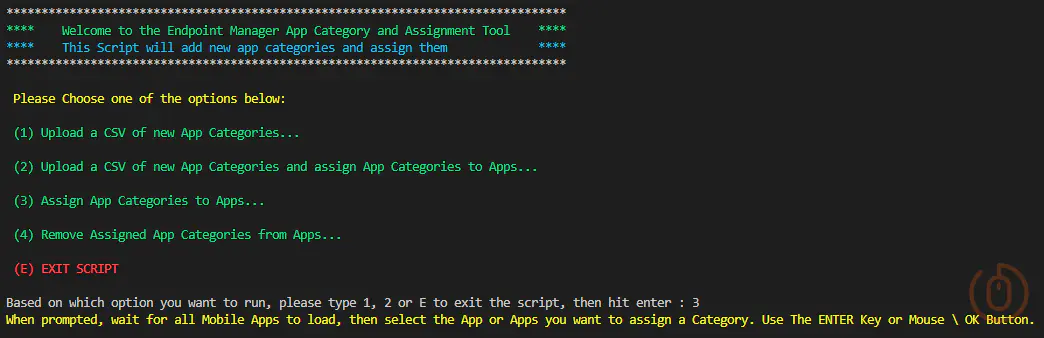 ********************************************************************************
****    Welcome to the Endpoint Manager App Category and Assignment Tool    ****
****    This Script will add new app categories and assign them             ****
********************************************************************************
Please Choose one of the options below:
(1) Upload a CSV of new App Categories...
(2) Upload a CSV of new App Categories and assign App Categories to Apps...
(3) Assign App Categories to Apps...
(4) Remove Assigned App Categories from Apps...
(E) EXIT SCRIPT
Based on which option you want to run, please type 1, 2 or E to exit the script, then hit enter : 3
When prompted, wait for all Mobile Apps to load, then select the App or Apps you want to assign a Category. Use The ENTER Key or Mouse \ OK Button.